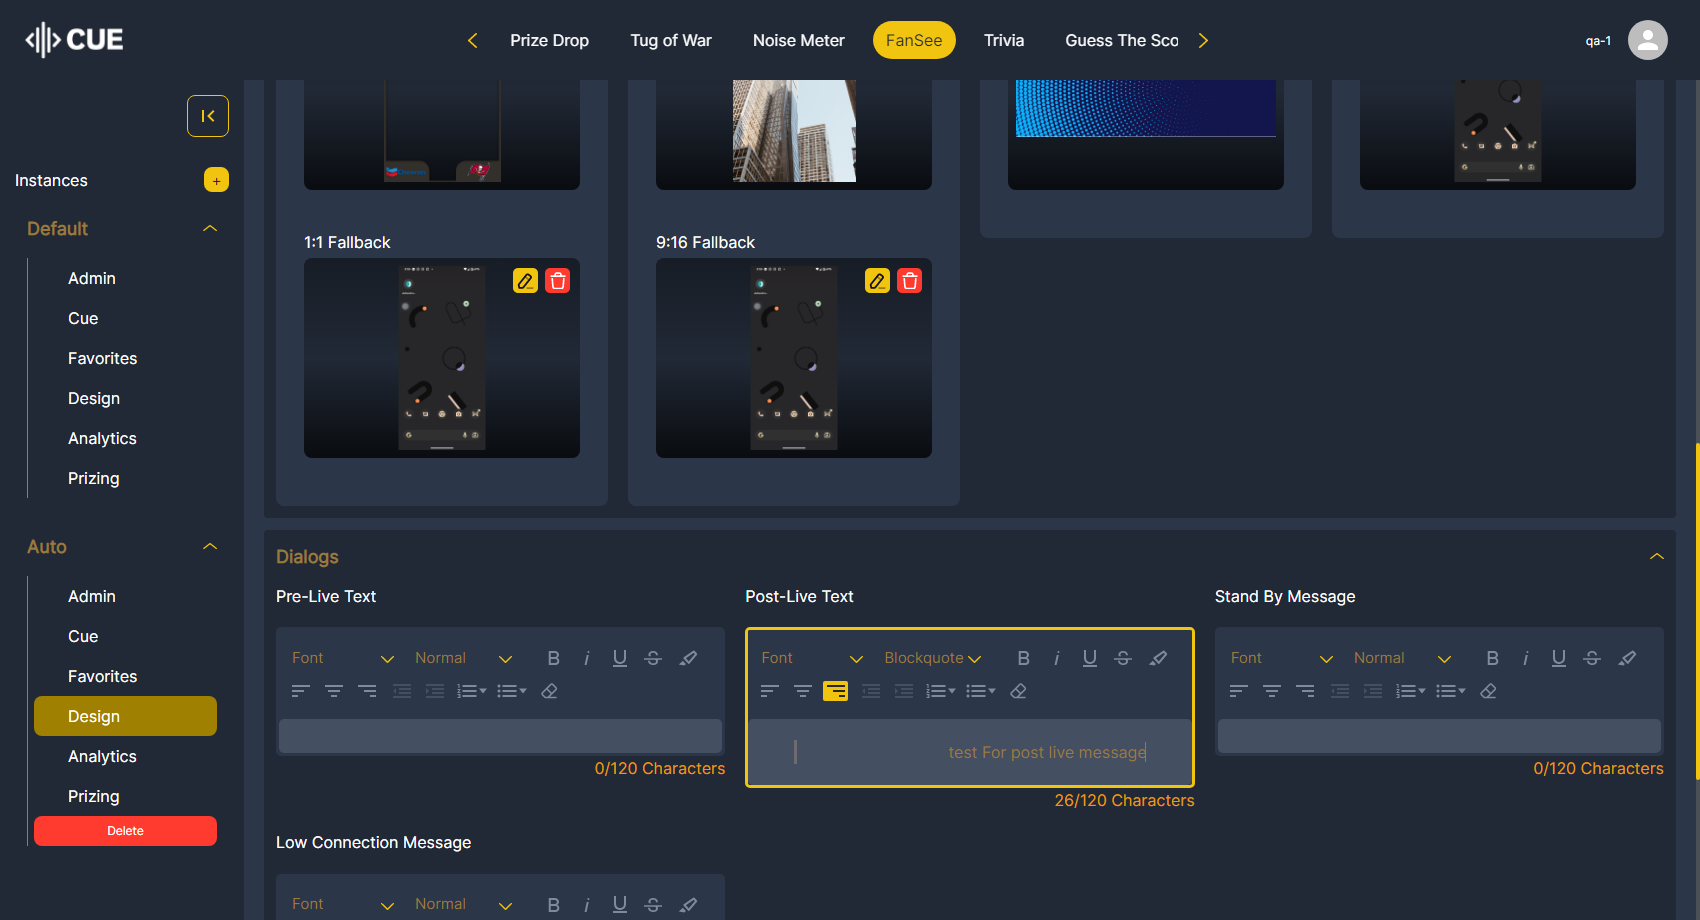 CUE
Prize Drop
Tug of War
Noise Meter
FanSee
Trivia
Guess The Sco
qa-1
Instances
+
Default
Admin
Cue
Favorites
Design
Analytics
Prizing
Auto
Admin
Cue
Favorites
Design
Analytics
Prizing
Delete
1:1 Fallback
9:16 Fallback
Dialogs
Pre-Live Text
Font
Normal
B i U S
0/120 Characters
Post-Live Text
Font
Blockquote
B i U S
test For post live message
26/120 Characters
Stand By Message
Font
Normal
B i U S
0/120 Characters
Low Connection Message
Font
Normal
B i U S